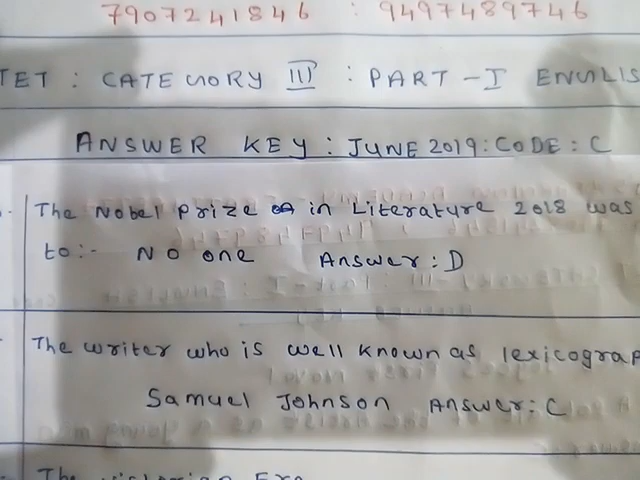 7907241846 : 9497489746
TET : CATEGORY III : PART - I ENGLIS
ANSWER KEY : JUNE 2019 : CODE : C
The Nobel Prize in Literature 2018 was
to:- No one Answer : D
The writer who is well known as lexicograp
Samuel Johnson Answer : C
The